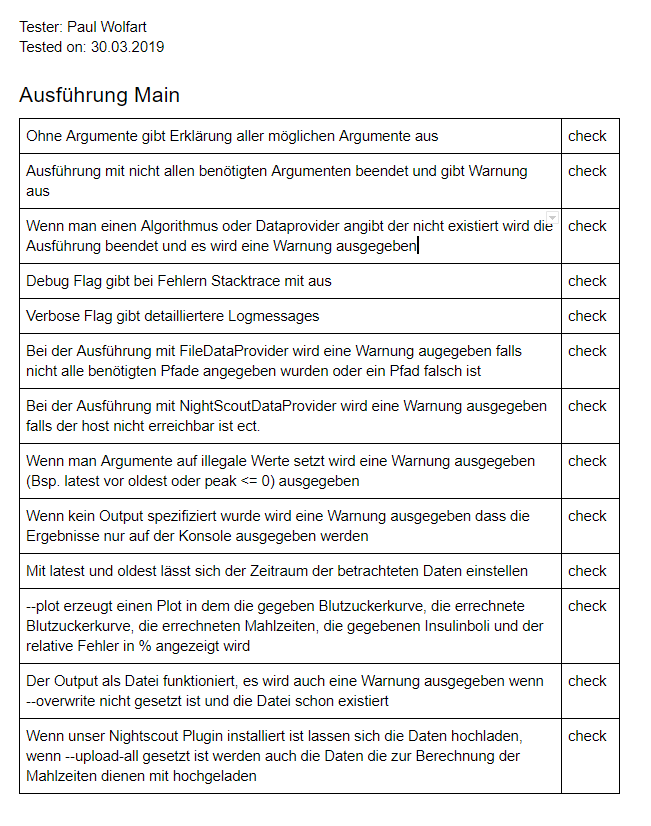 Tester: Paul Wolfart
Tested on: 30.03.2019
Ausführung Main
Ohne Argumente gibt Erklärung aller möglichen Argumente aus check
Ausführung mit nicht allen benötigten Argumenten beendet und gibt Warnung check
aus
Wenn man einen Algorithmus oder Dataprovider angibt der nicht existiert wird die check
Ausführung beendet und es wird eine Warnung ausgegeben
Debug Flag gibt bei Fehlern Stacktrace mit aus check
Verbose Flag gibt detailliertere Logmessages check
Bei der Ausführung mit FileDataProvider wird eine Warnung augegeben falls check
nicht alle benötigten Pfade angegeben wurden oder ein Pfad falsch ist
Bei der Ausführung mit NightScoutDataProvider wird eine Warnung ausgegeben check
falls der host nicht erreichbar ist ect.
Wenn man Argumente auf illegale Werte setzt wird eine Warnung ausgegeben check
(Bsp. latest vor oldest oder peak <= 0) ausgegeben
Wenn kein Output spezifiziert wurde wird eine Warnung ausgegeben dass die check
Ergebnisse nur auf der Konsole ausgegeben werden
Mit latest und oldest lässt sich der Zeitraum der betrachteten Daten einstellen check
--plot erzeugt einen Plot in dem die gegeben Blutzuckerkurve, die errechnete check
Blutzuckerkurve, die errechneten Mahlzeiten, die gegebenen Insulinboli und der
relative Fehler in % angezeigt wird
Der Output als Datei funktioniert, es wird auch eine Warnung ausgegeben wenn check
--overwrite nicht gesetzt ist und die Datei schon existiert
Wenn unser Nightscout Plugin installiert ist lassen sich die Daten hochladen, check
wenn --upload-all gesetzt ist werden auch die Daten die zur Berechnung der
Mahlzeiten dienen mit hochgeladen